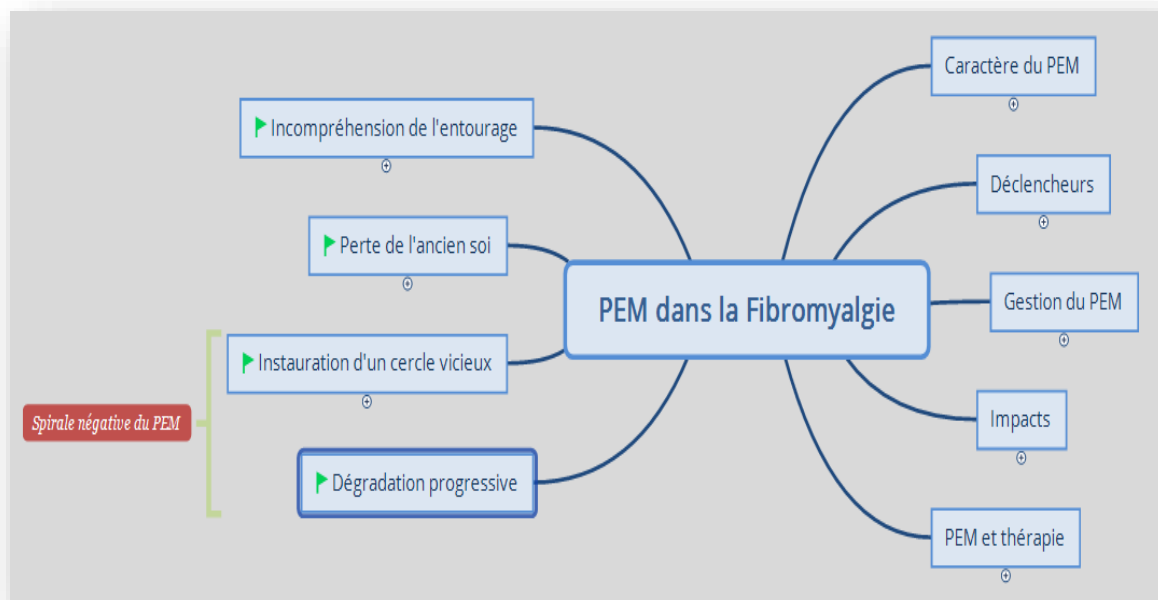 Caractère du PEM
Incompréhension de l'entourage
Déclencheurs
Perte de l'ancien soi
PEM dans la Fibromyalgie
Gestion du PEM
Instauration d'un cercle vicieux
Spirale négative du PEM
Impacts
Dégradation progressive
PEM et thérapie